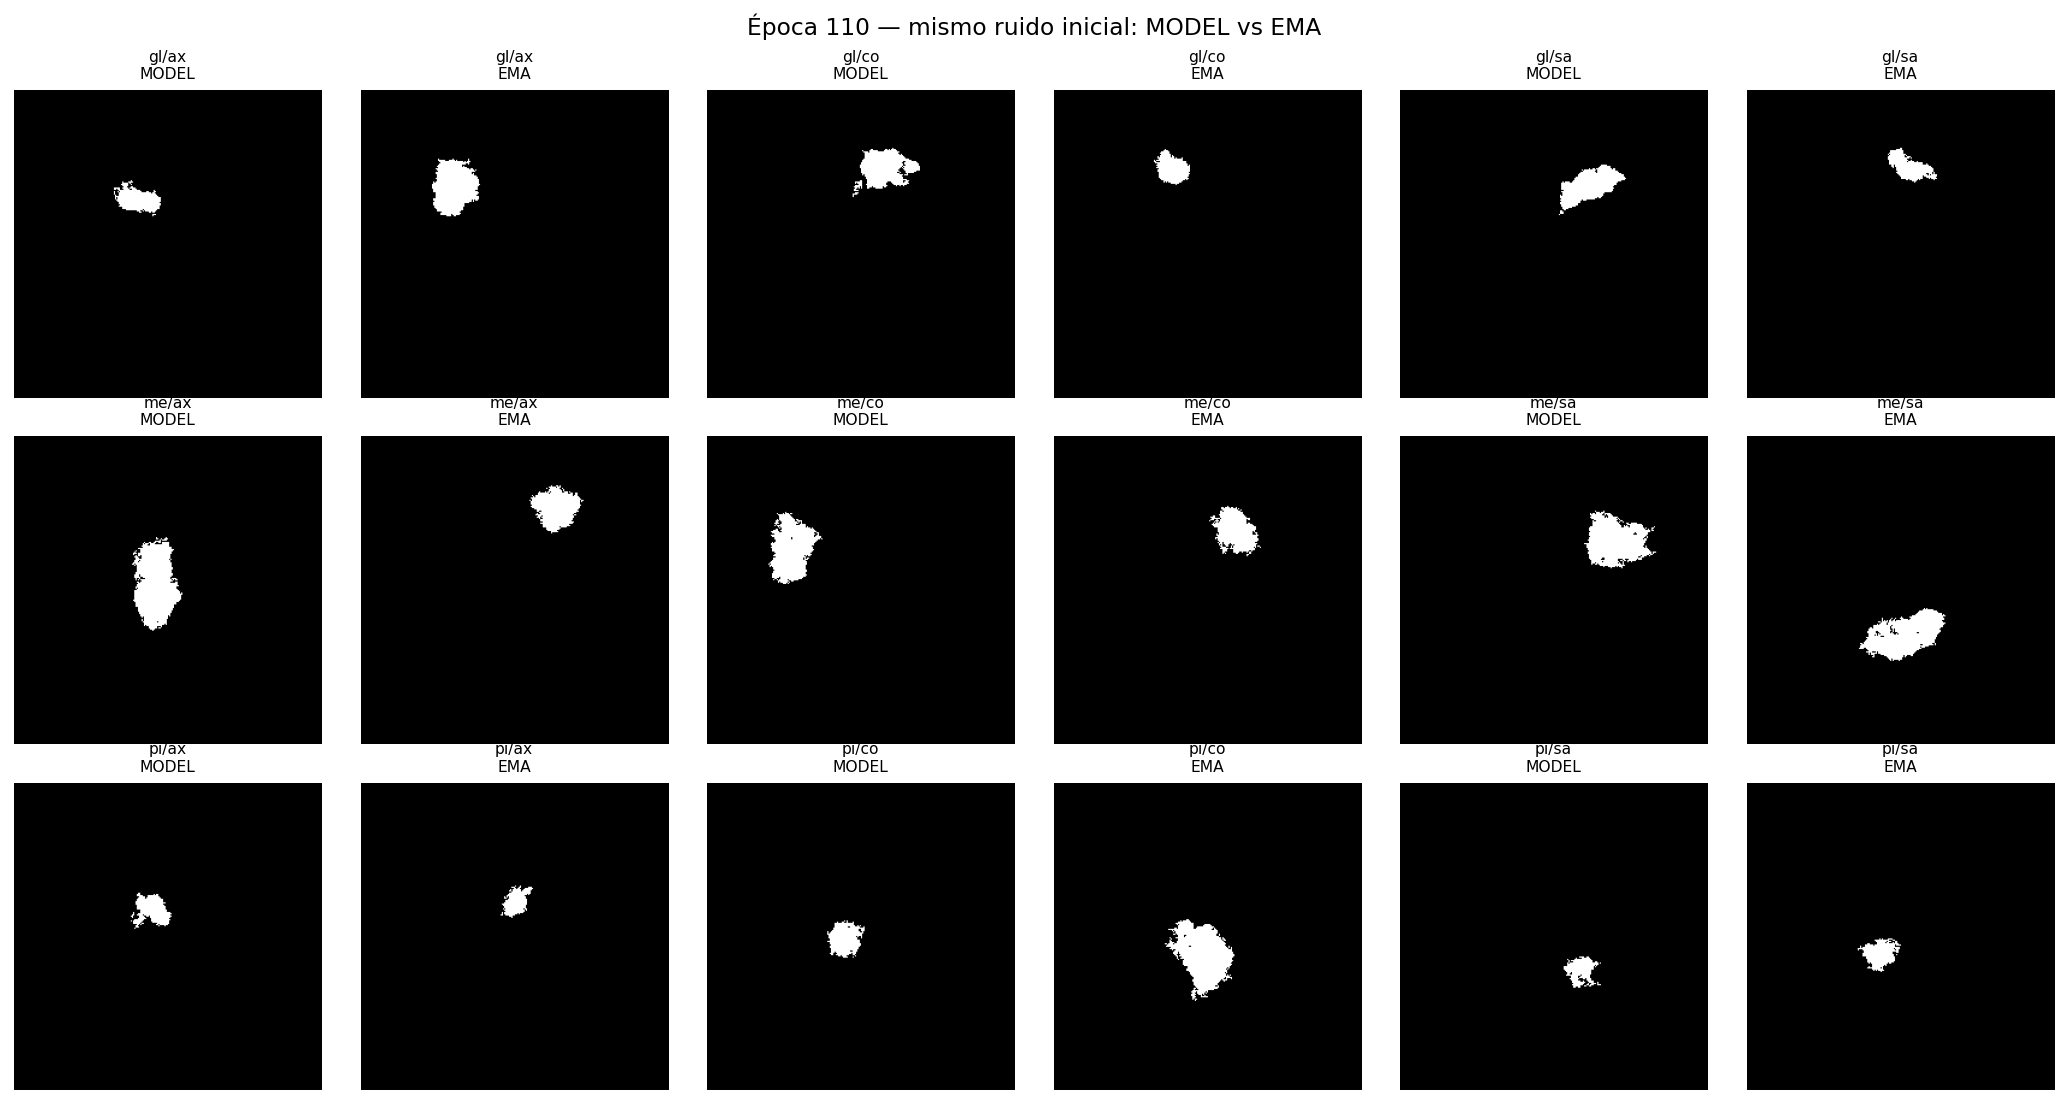 Época 110 — mismo ruido inicial: MODEL vs EMA
gl/ax
MODEL
gl/ax
EMA
gl/co
MODEL
gl/co
EMA
gl/sa
MODEL
gl/sa
EMA
me/ax
MODEL
me/ax
EMA
me/co
MODEL
me/co
EMA
me/sa
MODEL
me/sa
EMA
pi/ax
MODEL
pi/ax
EMA
pi/co
MODEL
pi/co
EMA
pi/sa
MODEL
pi/sa
EMA